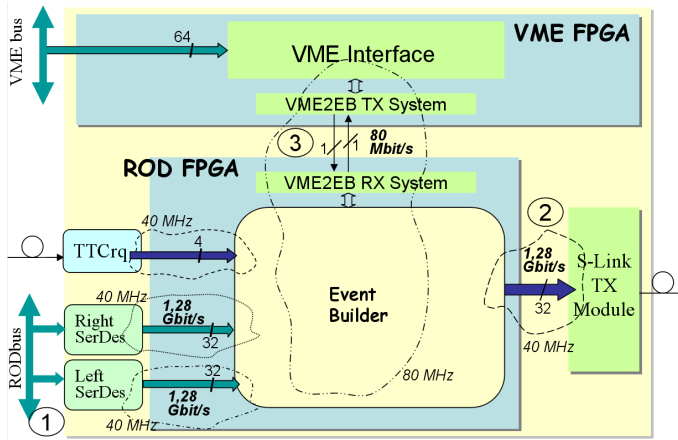 VME bus
64
VME Interface
VME FPGA
VME2EB TX System
3
1
1
80
Mbit/s
ROD FPGA
VME2EB RX System
40 MHz
2
TTCrq
4
1,28
Gbit/s
S-Link
TX
Module
32
40 MHz
40 MHz
Right
SerDes
1,28
Gbit/s
32
Event
Builder
RODbus
Left
SerDes
32
1,28
Gbit/s
80 MHz
1
40 MHz